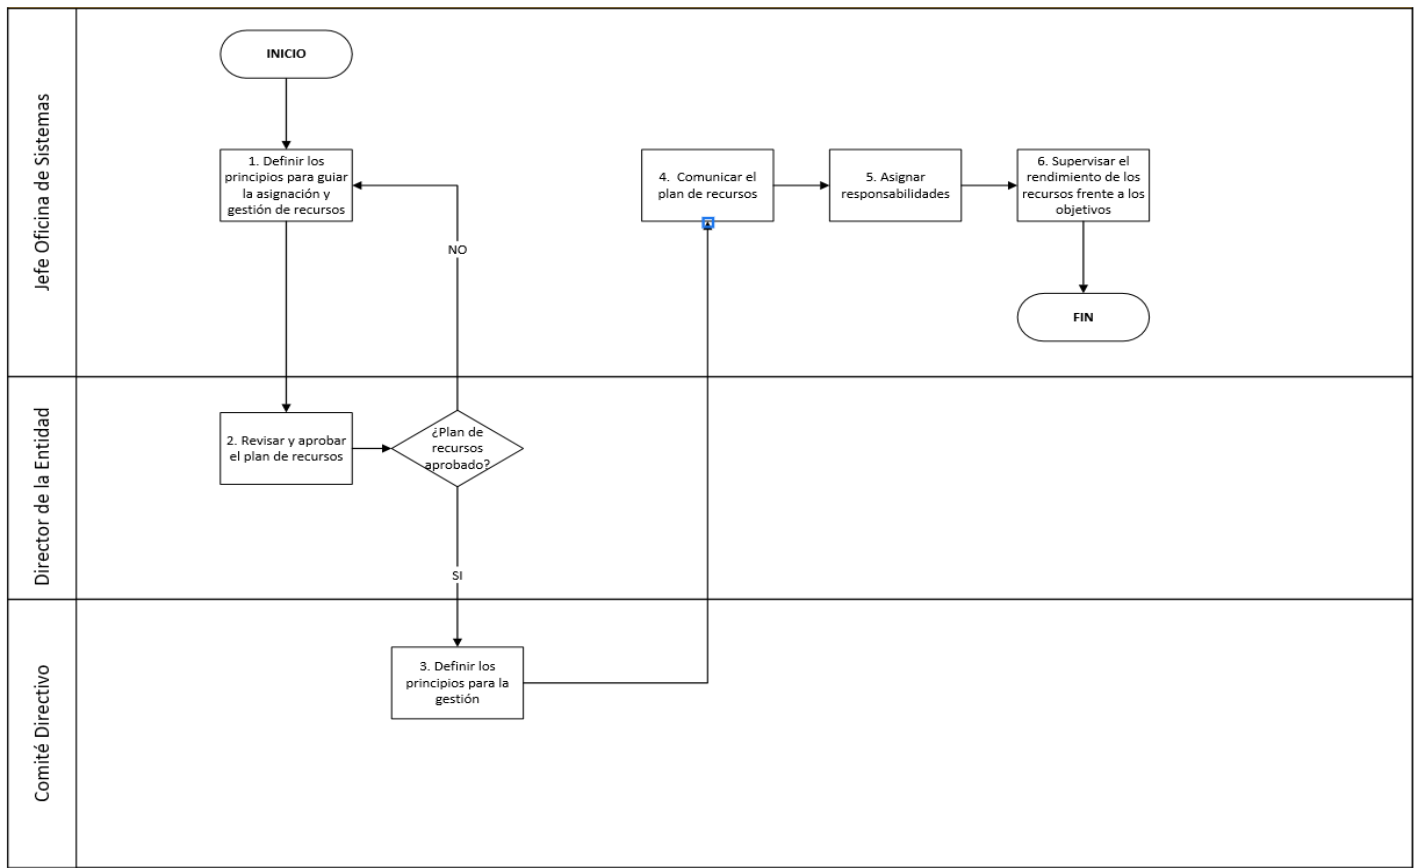 Jefe Oficina de Sistemas
INICIO
1. Definir los
principios para guiar
la asignación y
gestión de recursos
NO
4. Comunicar el
plan de recursos
5. Asignar
responsabilidades
6. Supervisar el
rendimiento de los
recursos frente a los
objetivos
FIN
Director de la Entidad
2. Revisar y aprobar
el plan de recursos
¿Plan de
recursos
aprobado?
SI
Comité Directivo
3. Definir los
principios para la
gestión